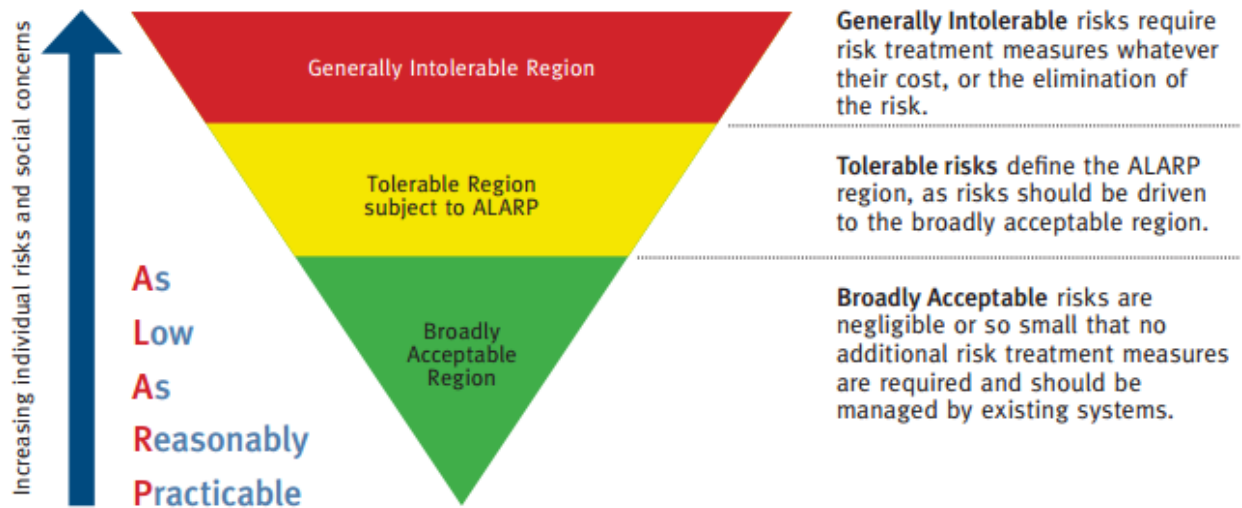 Increasing individual risks and social concerns
Generally Intolerable Region
Tolerable Region
subject to ALARP
Broadly
Acceptable
Region
As
Low
As
Reasonably
Practicable
Generally Intolerable risks require
risk treatment measures whatever
their cost, or the elimination of
the risk.
Tolerable risks define the ALARP
region, as risks should be driven
to the broadly acceptable region.
Broadly Acceptable risks are
negligible or so small that no
additional risk treatment measures
are required and should be
managed by existing systems.